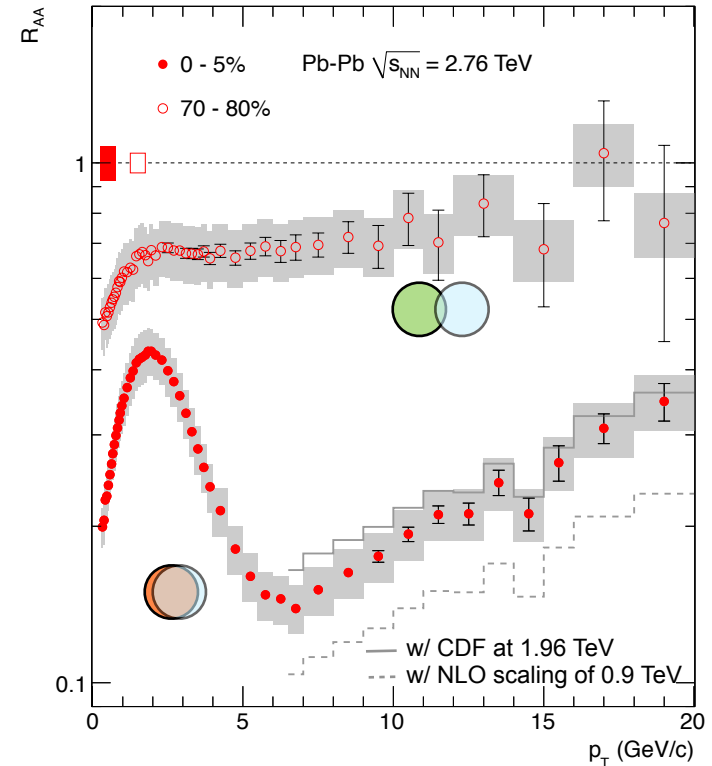 R_AA
0 - 5%
Pb-Pb √s_NN = 2.76 TeV
70 - 80%
1
0.1
w/ CDF at 1.96 TeV
w/ NLO scaling of 0.9 TeV
0 5 10 15 20
p_T (GeV/c)